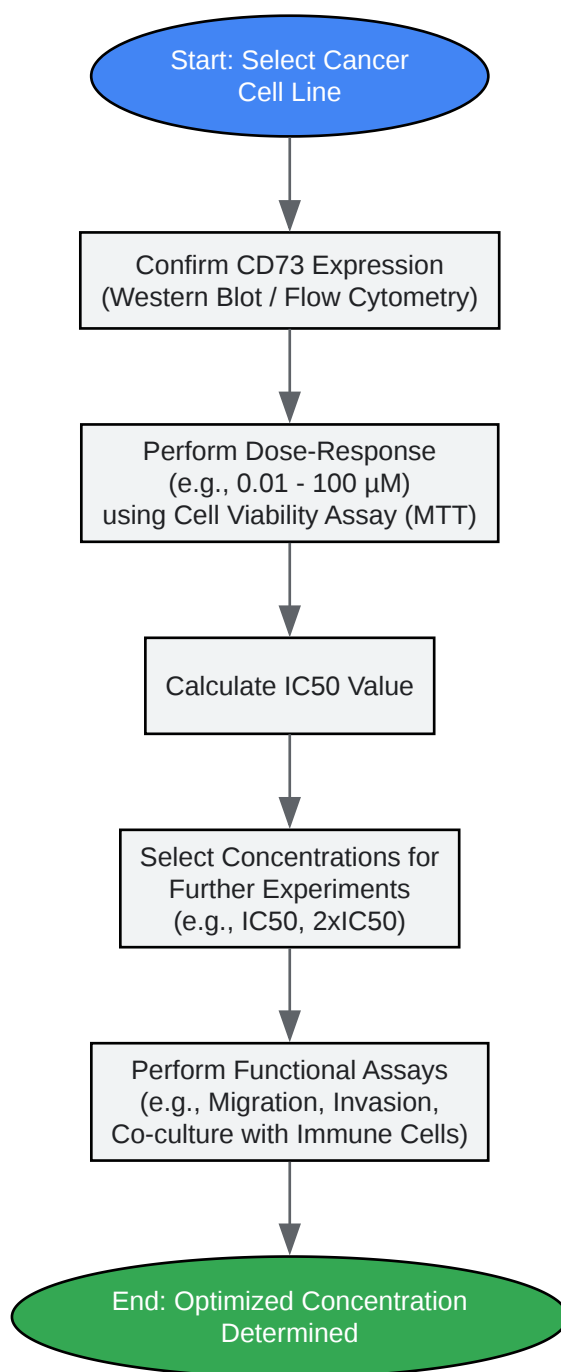 Start: Select Cancer
Cell Line
Confirm CD73 Expression
(Western Blot / Flow Cytometry)
Perform Dose-Response
(e.g., 0.01 - 100 µM)
using Cell Viability Assay (MTT)
Calculate IC50 Value
Select Concentrations for
Further Experiments
(e.g., IC50, 2xIC50)
Perform Functional Assays
(e.g., Migration, Invasion,
Co-culture with Immune Cells)
End: Optimized Concentration
Determined